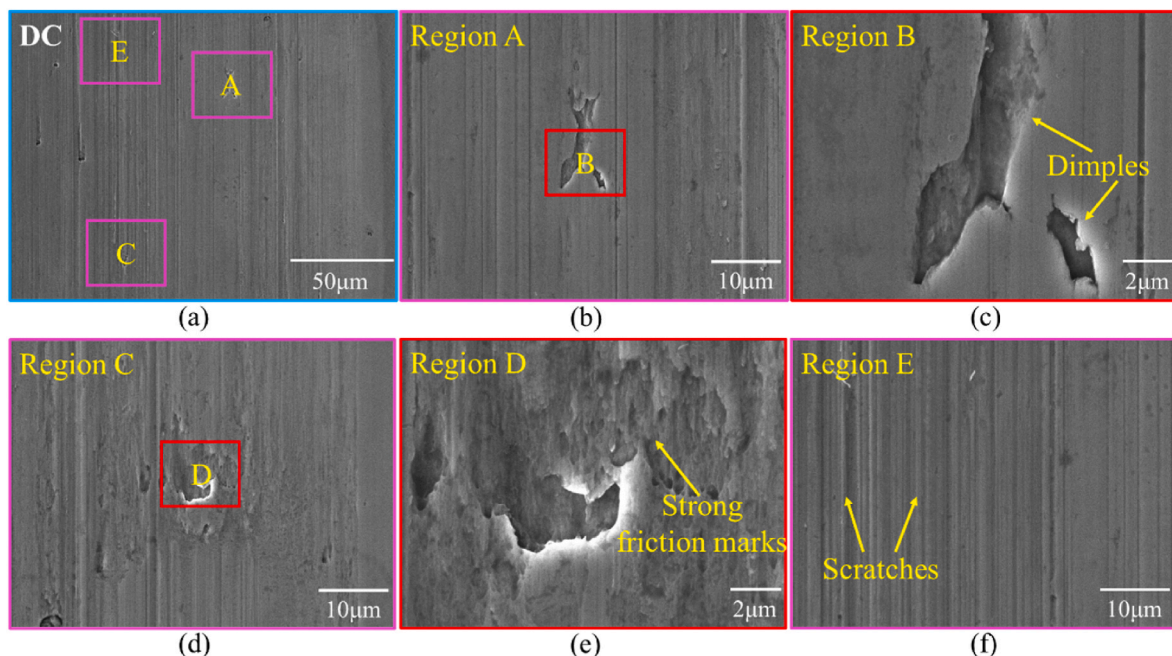 DC
E
A
C
50μm
(a)
Region A
B
10μm
(b)
Region B
Dimples
2μm
(c)
Region C
D
10μm
(d)
Region D
Strong
friction marks
2μm
(e)
Region E
Scratches
10μm
(f)